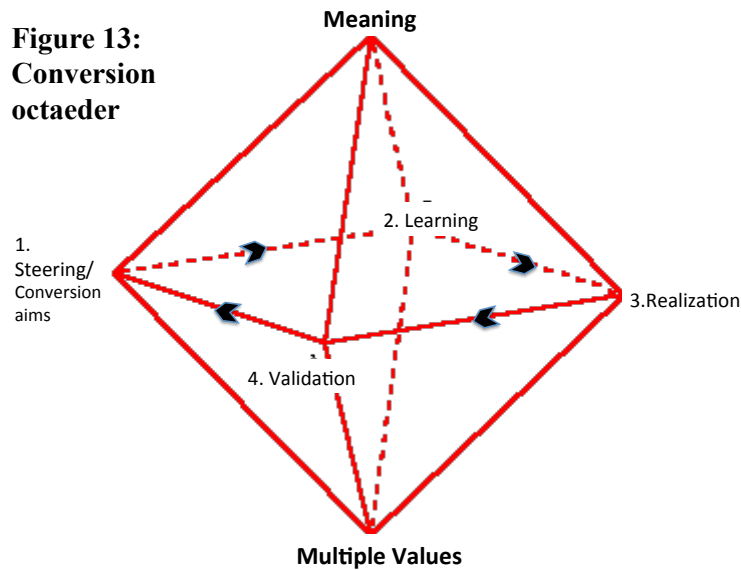 Meaning
Figure 13:
Conversion
octaeder
2. Learning
1.
Steering/
Conversion
aims
3.Realization
4. Validation
Multiple Values